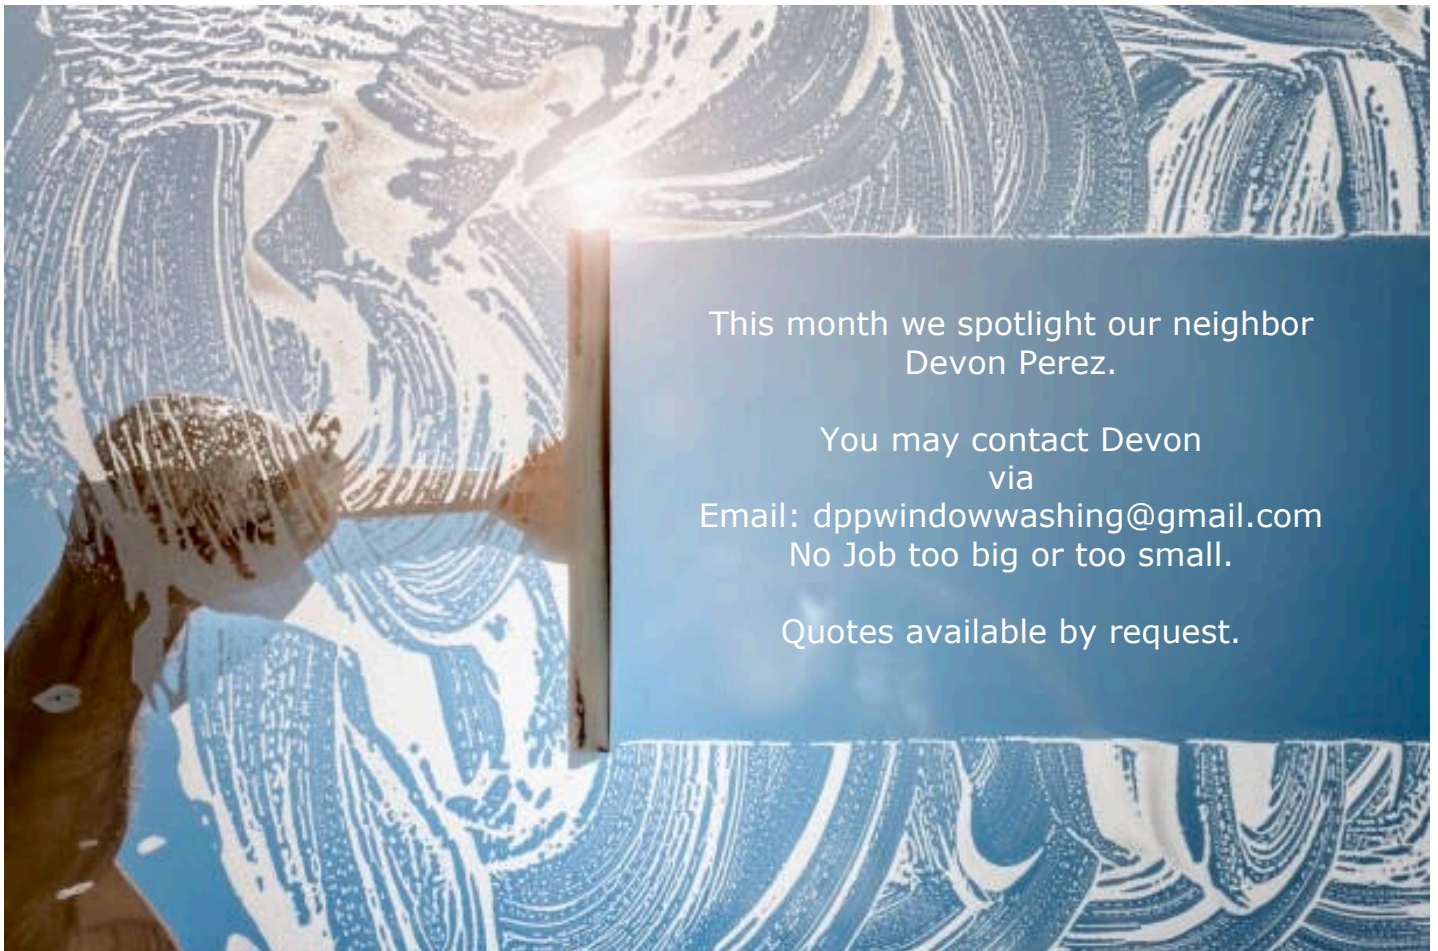 This month we spotlight our neighbor
Devon Perez.
You may contact Devon
via
Email: dppwindowwashing@gmail.com
No Job too big or too small.
Quotes available by request.